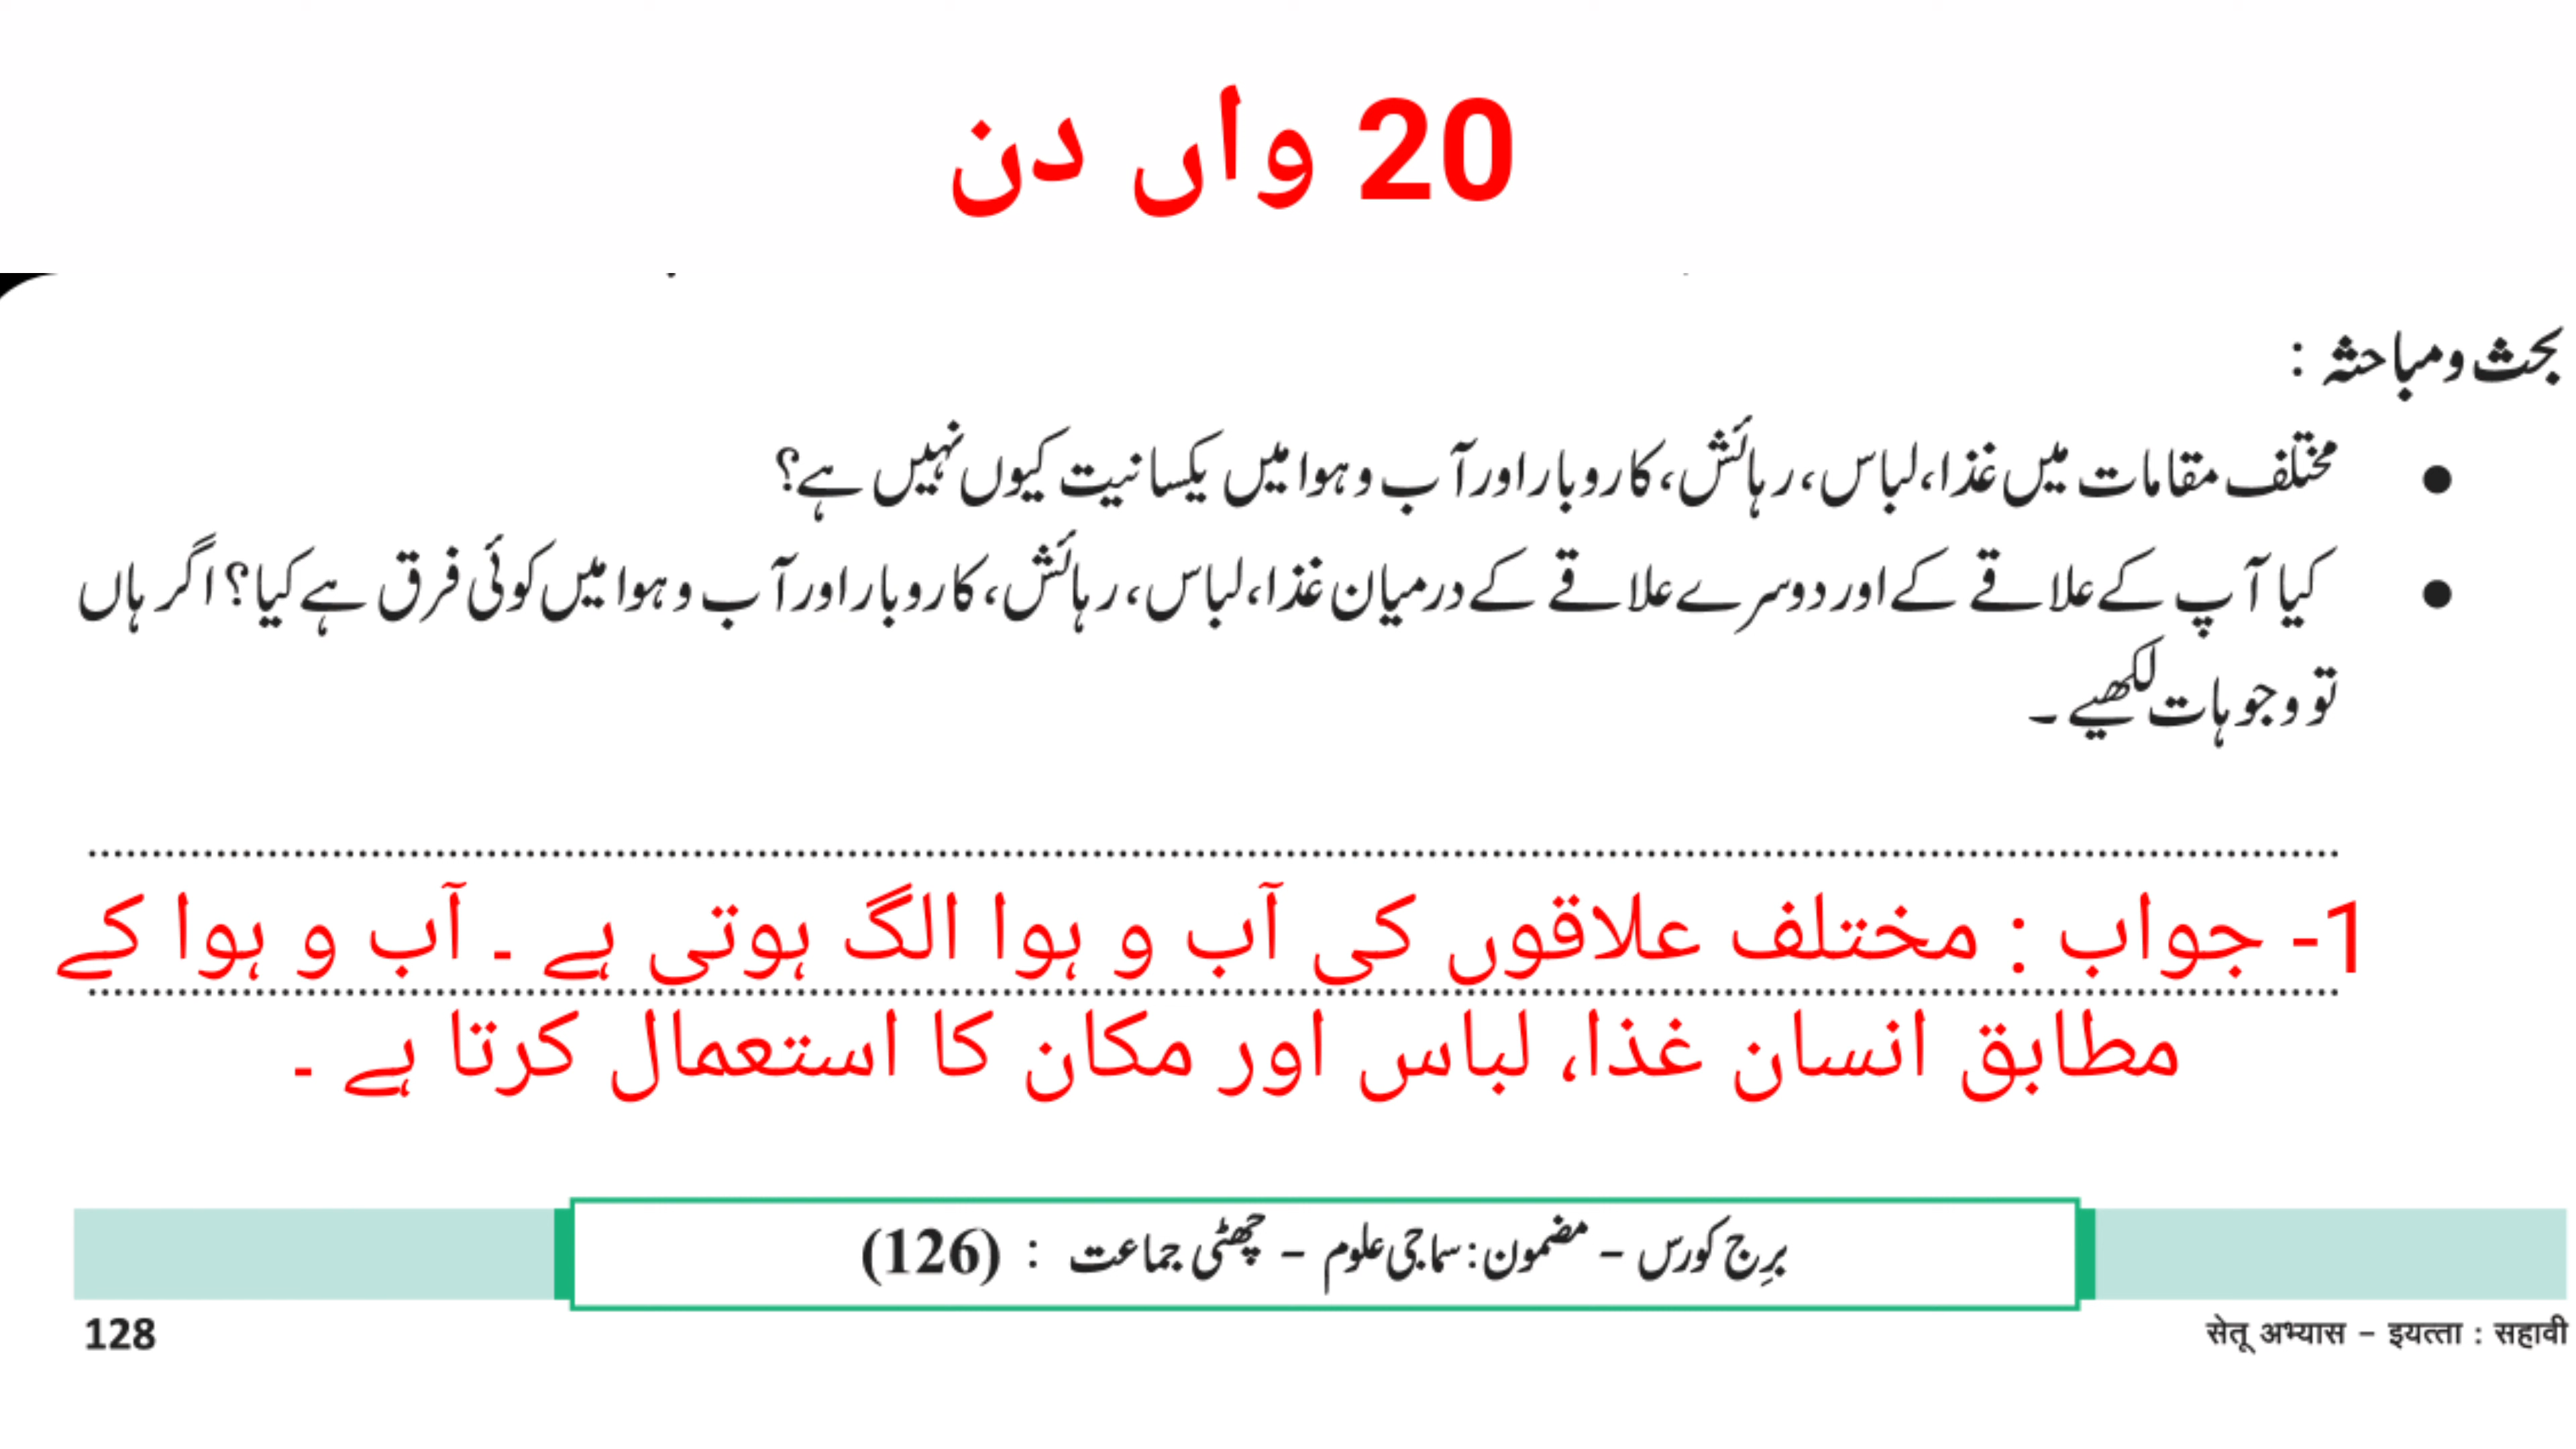 20 واں دن
بحث ومباحثہ :
● مختلف مقامات میں غذا، لباس، رہائش، کاروبار اور آب و ہوا میں یکسانیت کیوں نہیں ہے؟
● کیا آپ کے علاقے کے اور دوسرے علاقے کے درمیان غذا، لباس، رہائش، کاروبار اور آب و ہوا میں کوئی فرق ہے کیا؟ اگر ہاں
تو وجوہات لکھیے ۔
1- جواب : مختلف علاقوں کی آب و ہوا الگ ہوتی ہے ۔ آب و ہوا کے
مطابق انسان غذا، لباس اور مکان کا استعمال کرتا ہے ۔
برِج کورس – مضمون: سماجی علوم – چھٹی جماعت : (126)
128
सेतू अभ्यास – इयत्ता : सहावी